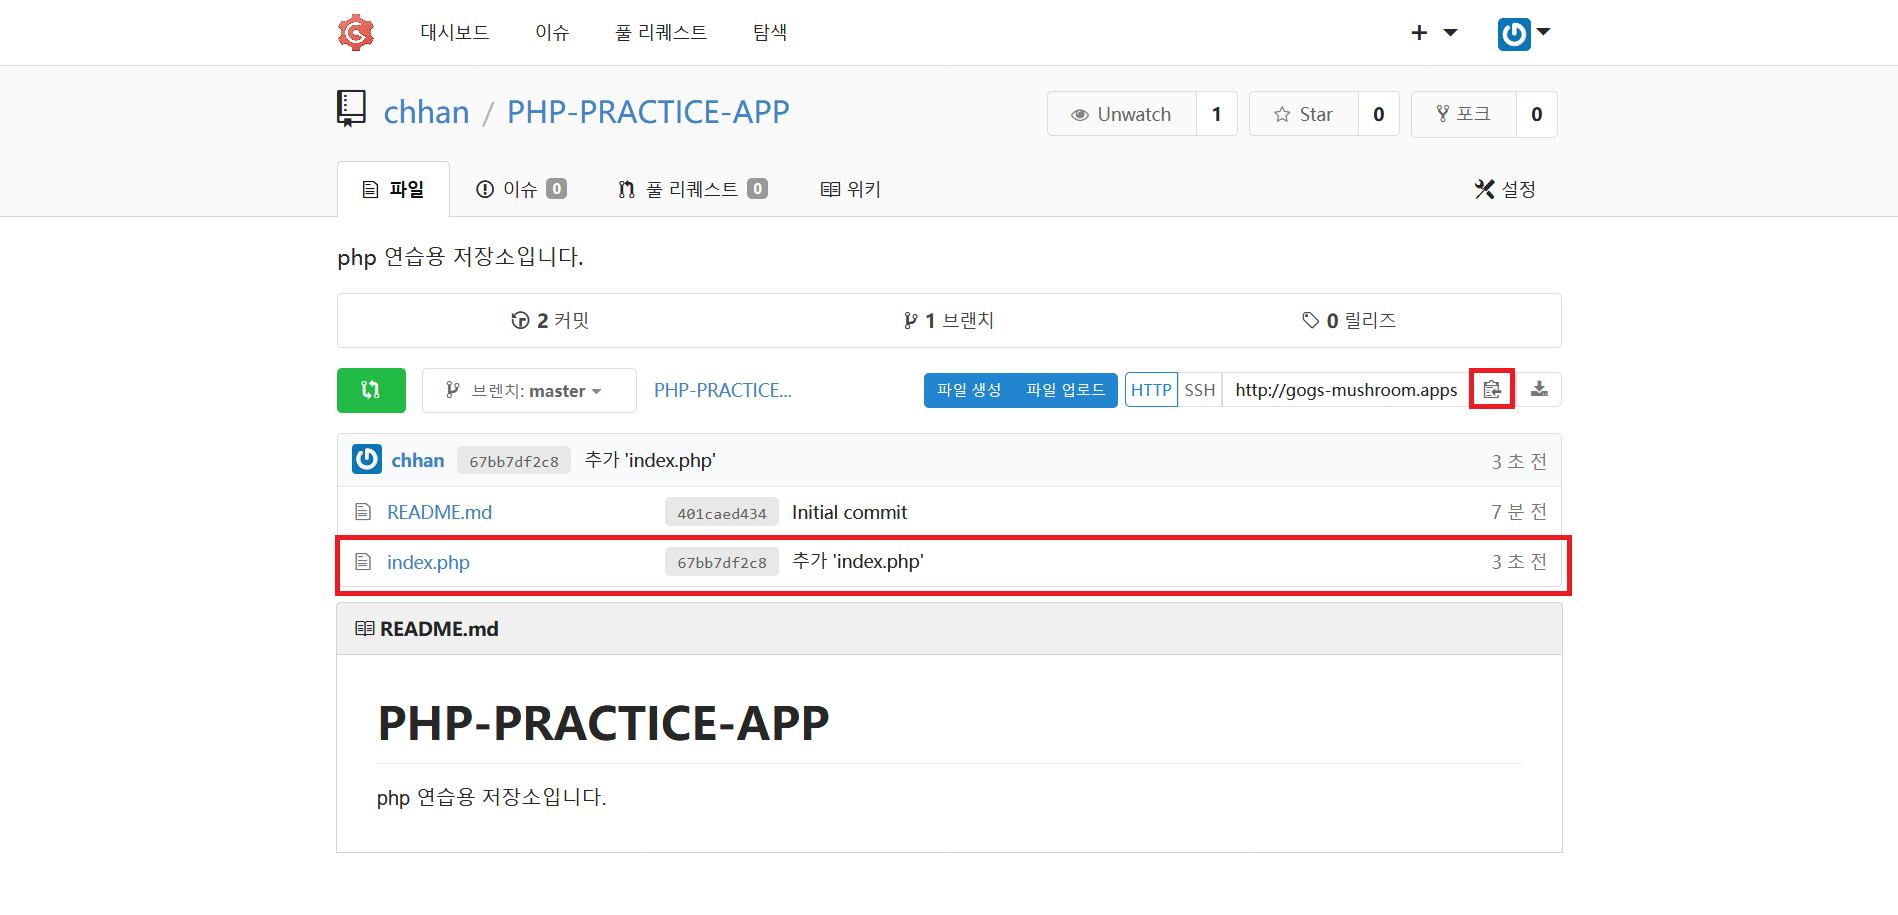 대시보드 이슈 풀 리퀘스트 탐색
chhan / PHP-PRACTICE-APP Unwatch 1 Star 0 포크 0
파일 이슈 0 풀 리퀘스트 0 위키 설정
php 연습용 저장소입니다.
2 커밋 1 브랜치 0 릴리즈
브렌치: master PHP-PRACTICE... 파일 생성 파일 업로드 HTTP SSH http://gogs-mushroom.apps
chhan 67bb7df2c8 추가 'index.php' 3 초 전
README.md 401caed434 Initial commit 7 분 전
index.php 67bb7df2c8 추가 'index.php' 3 초 전
README.md
PHP-PRACTICE-APP
php 연습용 저장소입니다.